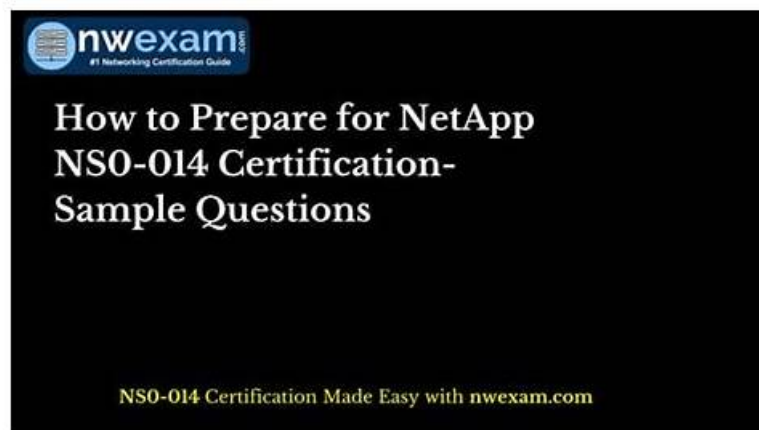 nwexam.com
#1 Networking Certification Guide
How to Prepare for NetApp
NS0-014 Certification-
Sample Questions
NS0-014 Certification Made Easy with nwexam.com